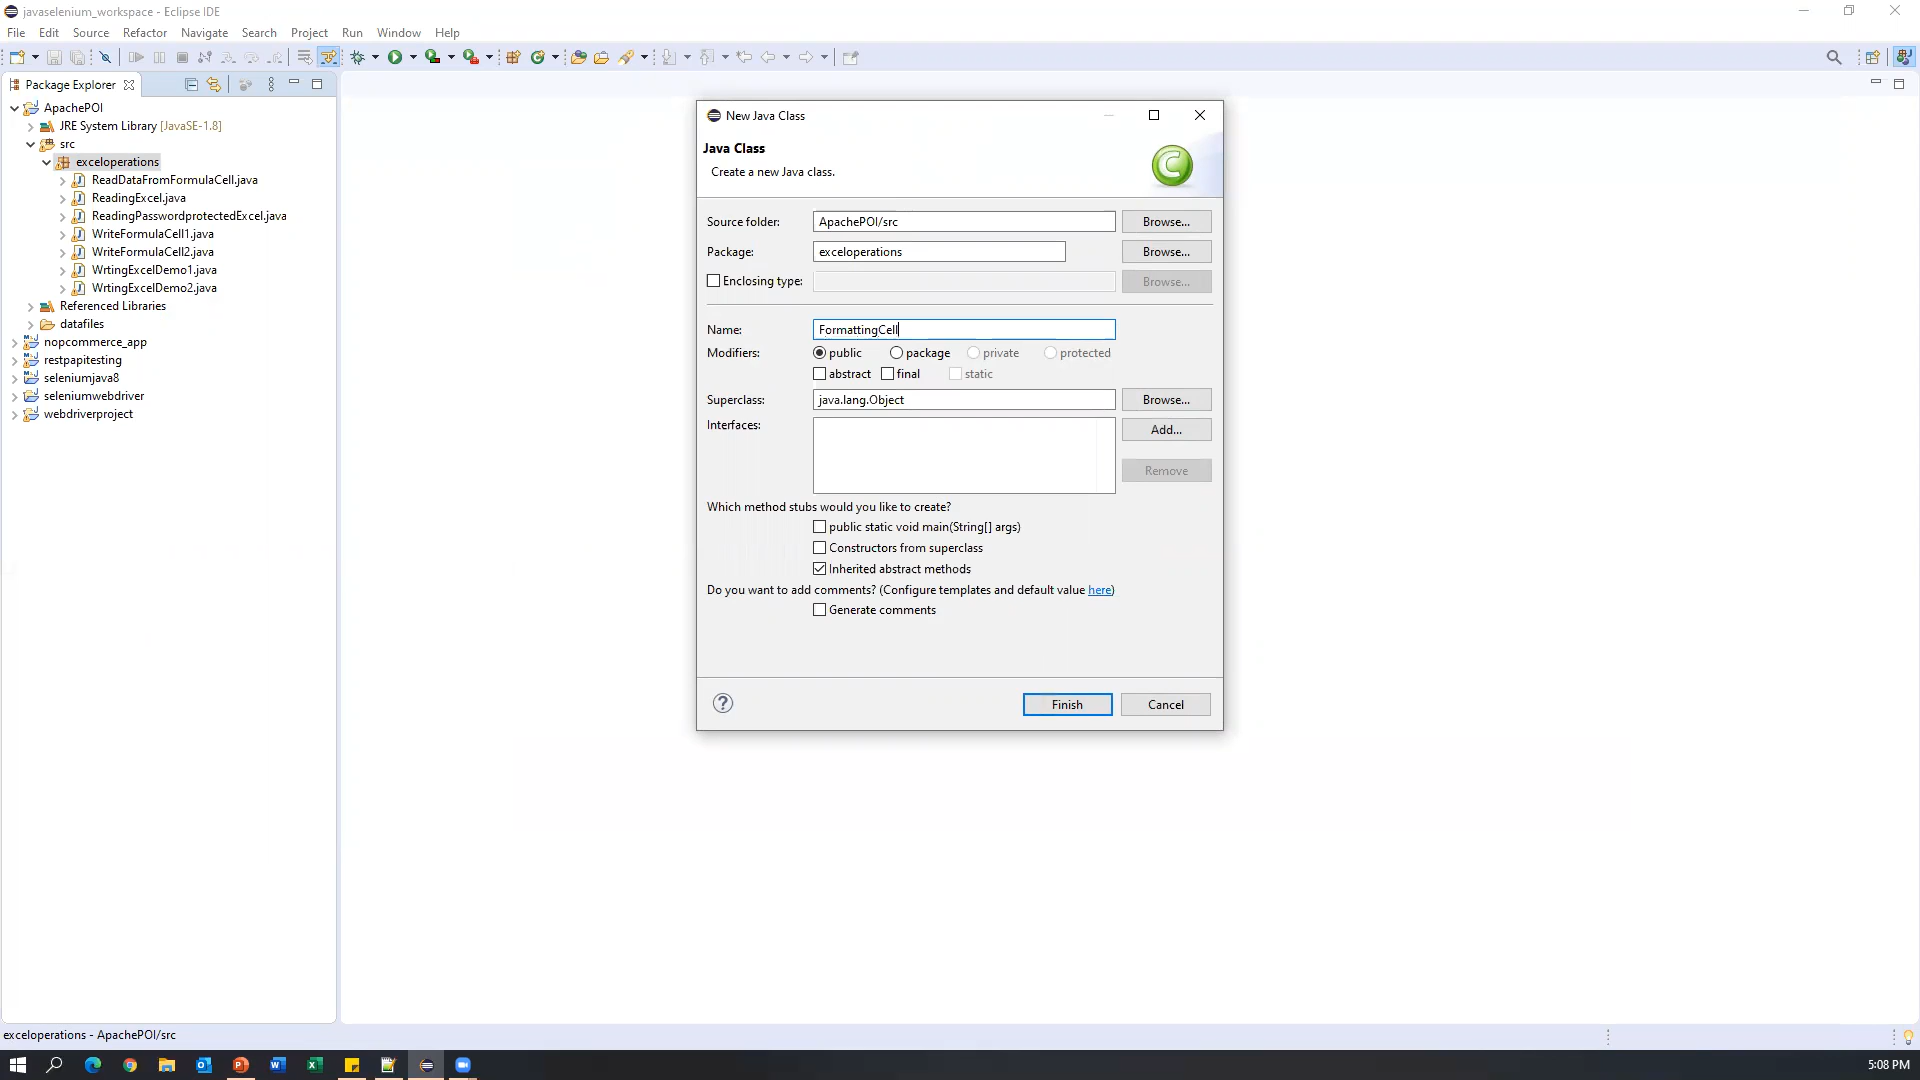 javaselenium_workspace - Eclipse IDE
File Edit Source Refactor Navigate Search Project Run Window Help
Package Explorer
ApachePOI
JRE System Library [JavaSE-1.8]
src
exceloperations
ReadDataFromFormulaCell.java
ReadingExcel.java
ReadingPasswordprotectedExcel.java
WriteFormulaCell1.java
WriteFormulaCell2.java
WrtingExcelDemo1.java
WrtingExcelDemo2.java
Referenced Libraries
datafiles
nopcommerce_app
restpapitesting
seleniumjava8
seleniumwebdriver
webdriverproject
New Java Class
Java Class
Create a new Java class.
Source folder: ApachePOI/src Browse...
Package: exceloperations Browse...
Enclosing type: Browse...
Name: FormattingCell
Modifiers: public package private protected
abstract final static
Superclass: java.lang.Object Browse...
Interfaces: Add...
Remove
Which method stubs would you like to create?
public static void main(String[] args)
Constructors from superclass
Inherited abstract methods
Do you want to add comments? (Configure templates and default value here)
Generate comments
Finish Cancel
exceloperations - ApachePOI/src
5:08 PM